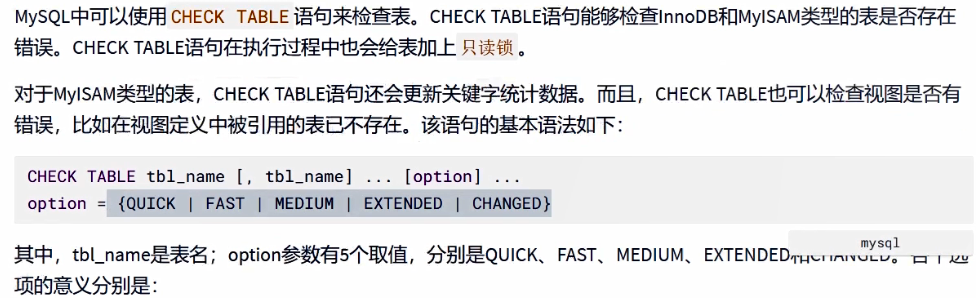 MySQL中可以使用 CHECK TABLE 语句来检查表。CHECK TABLE语句能够检查InnoDB和MyISAM类型的表是否存在
错误。CHECK TABLE语句在执行过程中也会给表加上 只读锁 。
对于MyISAM类型的表，CHECK TABLE语句还会更新关键字统计数据。而且，CHECK TABLE也可以检查视图是否有
错误，比如在视图定义中被引用的表已不存在。该语句的基本语法如下：
CHECK TABLE tbl_name [, tbl_name] ... [option] ...
option = {QUICK | FAST | MEDIUM | EXTENDED | CHANGED}
mysql
其中，tbl_name是表名；option参数有5个取值，分别是QUICK、FAST、MEDIUM、EXTENDED和CHANGED。各个选
项的意义分别是：